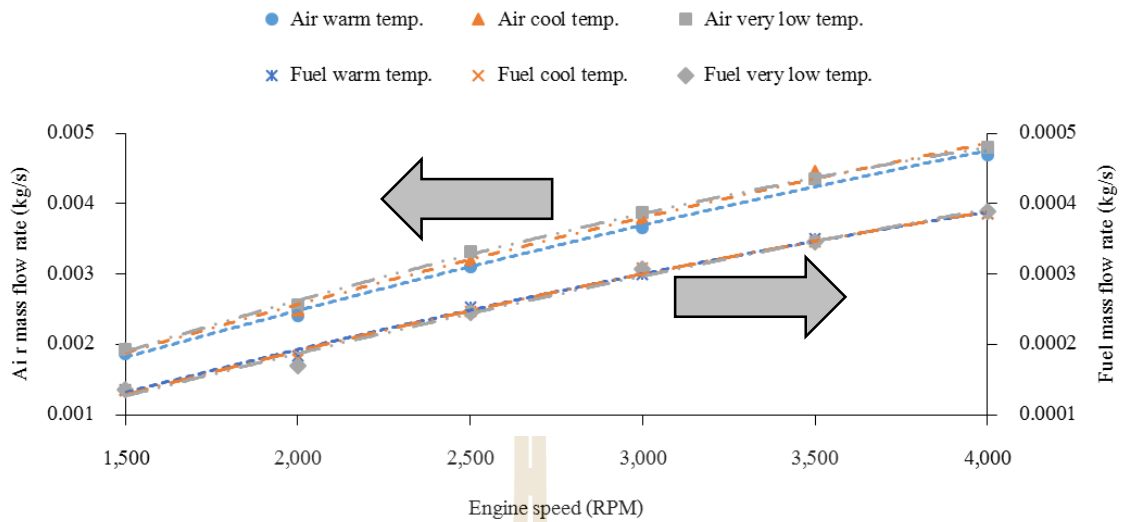 Air warm temp. Air cool temp. Air very low temp.
Fuel warm temp. Fuel cool temp. Fuel very low temp.
0.005
0.004
0.003
0.002
0.001
Ai r mass flow rate (kg/s)
0.0005
0.0004
0.0003
0.0002
0.0001
Fuel mass flow rate (kg/s)
1,500 2,000 2,500 3,000 3,500 4,000
Engine speed (RPM)